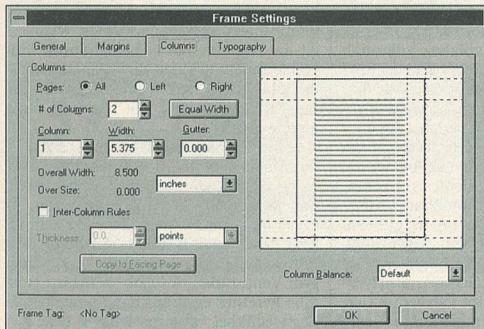 Frame Settings
General Margins Columns Typography
Columns
Pages: All Left Right
# of Columns: 2 Equal Width
Column: Width: Gutter:
1 5.375 0.000
Overall Width: 8.500
Over Size: 0.000 inches
Inter-Column Rules
Thickness: 0.0 points
Copy to Facing Page
Column Balance: Default
Frame Tag: <No Tag> OK Cancel